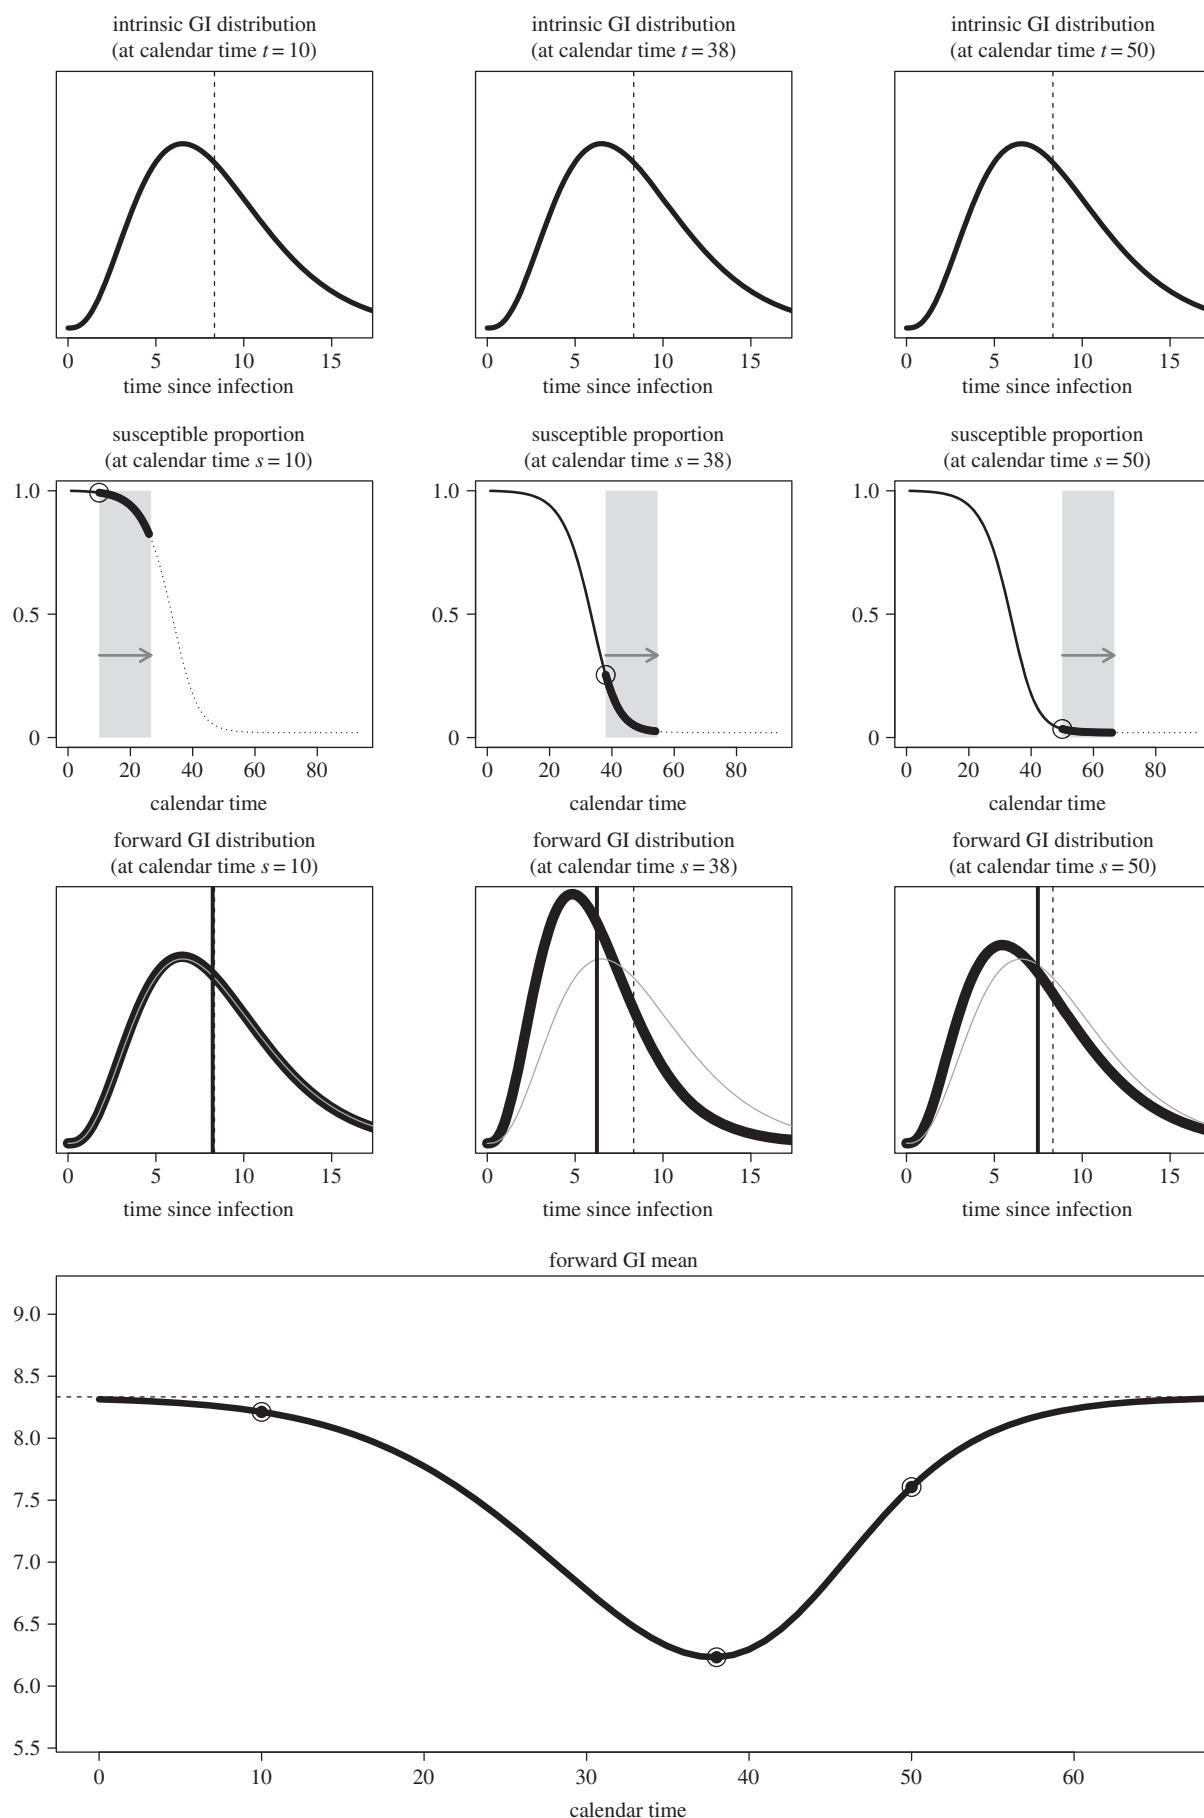 intrinsic GI distribution
(at calendar time t = 10)
intrinsic GI distribution
(at calendar time t = 38)
intrinsic GI distribution
(at calendar time t = 50)
0 5 10 15
time since infection
0 5 10 15
time since infection
0 5 10 15
time since infection
susceptible proportion
(at calendar time s = 10)
susceptible proportion
(at calendar time s = 38)
susceptible proportion
(at calendar time s = 50)
1.0
0.5
0
0 20 40 60 80
calendar time
1.0
0.5
0
0 20 40 60 80
calendar time
1.0
0.5
0
0 20 40 60 80
calendar time
forward GI distribution
(at calendar time s = 10)
forward GI distribution
(at calendar time s = 38)
forward GI distribution
(at calendar time s = 50)
0 5 10 15
time since infection
0 5 10 15
time since infection
0 5 10 15
time since infection
forward GI mean
9.0
8.5
8.0
7.5
7.0
6.5
6.0
5.5
0 10 20 30 40 50 60
calendar time